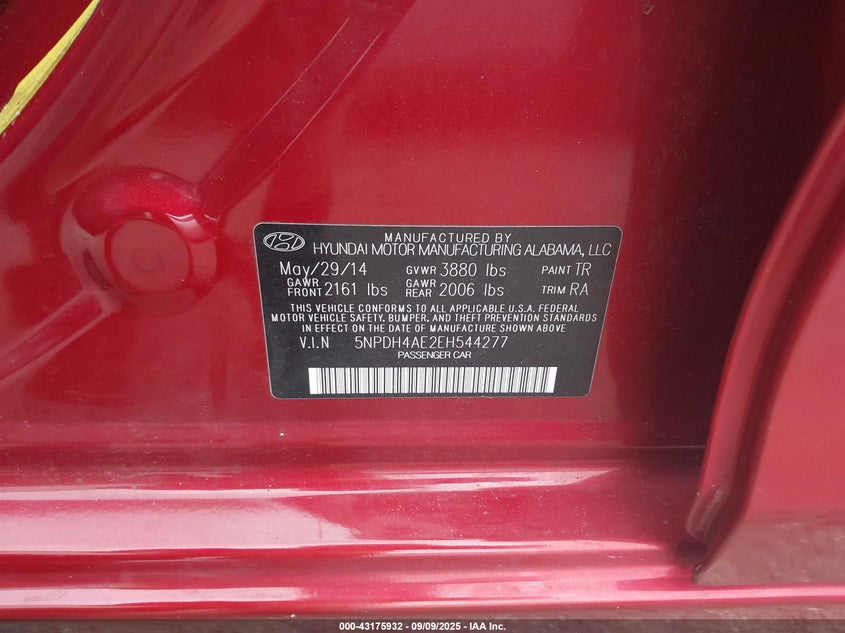 MANUFACTURED BY
HYUNDAI MOTOR MANUFACTURING ALABAMA, LLC
May/29/14 GVWR 3880 lbs PAINT TR
GAWR FRONT 2161 lbs GAWR REAR 2006 lbs TRIM RA
THIS VEHICLE CONFORMS TO ALL APPLICABLE U.S.A. FEDERAL
MOTOR VEHICLE SAFETY, BUMPER, AND THEFT PREVENTION STANDARDS
IN EFFECT ON THE DATE OF MANUFACTURE SHOWN ABOVE
V.I.N 5NPDH4AE2EH544277
PASSENGER CAR
000-43175932 - 09/09/2025 - IAA Inc.